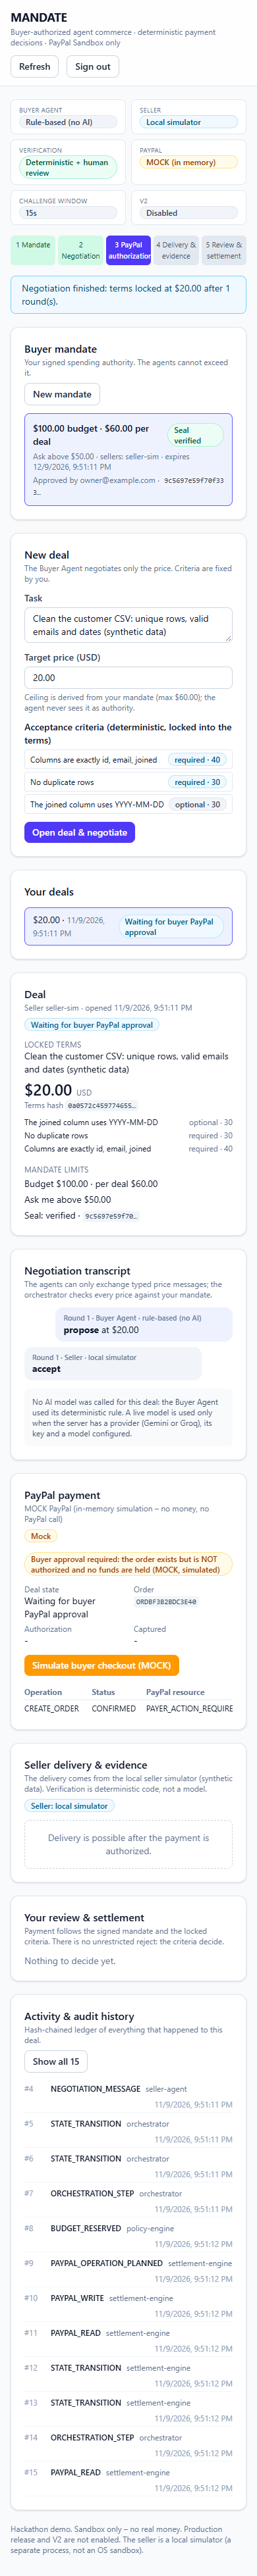 MANDATE
Buyer-authorized agent commerce · deterministic payment
decisions · PayPal Sandbox only
Refresh
Sign out
BUYER AGENT
Rule-based (no AI)
SELLER
Local simulator
VERIFICATION
Deterministic + human
review
PAYPAL
MOCK (in memory)
CHALLENGE WINDOW
15s
V2
Disabled
1 Mandate
2
Negotiation
3 PayPal
authorization
4 Delivery &
evidence
5 Review &
settlement
Negotiation finished: terms locked at $20.00 after 1
round(s).
Buyer mandate
Your signed spending authority. The agents cannot exceed
it.
New mandate
$100.00 budget · $60.00 per
deal
Seal
verified
Ask above $50.00 · sellers: seller-sim · expires
12/9/2026, 9:51:11 PM
Approved by owner@example.com · 9c5697e59f70f33
3…
New deal
The Buyer Agent negotiates only the price. Criteria are fixed
by you.
Task
Clean the customer CSV: unique rows, valid
emails and dates (synthetic data)
Target price (USD)
20.00
Ceiling is derived from your mandate (max $60.00); the
agent never sees it as authority.
Acceptance criteria (deterministic, locked into the
terms)
Columns are exactly id, email, joined
required · 40
No duplicate rows
required · 30
The joined column uses YYYY-MM-DD
optional · 30
Open deal & negotiate
Your deals
$20.00 · 11/9/2026,
9:51:11 PM
Waiting for buyer PayPal
approval
Deal
Seller seller-sim · opened 11/9/2026, 9:51:11 PM
Waiting for buyer PayPal approval
LOCKED TERMS
Clean the customer CSV: unique rows, valid emails
and dates (synthetic data)
$20.00 USD
Terms hash 0a0572c459774655…
The joined column uses YYYY-MM-DD
optional · 30
No duplicate rows
required · 30
Columns are exactly id, email, joined
required · 40
MANDATE LIMITS
Budget $100.00 · per deal $60.00
Ask me above $50.00
Seal: verified · 9c5697e59f70…
Negotiation transcript
The agents can only exchange typed price messages; the
orchestrator checks every price against your mandate.
Round 1 · Buyer Agent · rule-based (no AI)
propose at $20.00
Round 1 · Seller · local simulator
accept
No AI model was called for this deal: the Buyer Agent
used its deterministic rule. A live model is used only
when the server has a provider (Gemini or Groq), its
key and a model configured.
PayPal payment
MOCK PayPal (in-memory simulation – no money, no
PayPal call)
Mock
Buyer approval required: the order exists but is NOT
authorized and no funds are held (MOCK, simulated)
Deal state
Waiting for buyer
PayPal approval
Order
ORDBF3B2BDC3E40
Authorization
-
Captured
-
Simulate buyer checkout (MOCK)
Operation
Status
PayPal resource
CREATE_ORDER
CONFIRMED
PAYER_ACTION_REQUIRE
Seller delivery & evidence
The delivery comes from the local seller simulator (synthetic
data). Verification is deterministic code, not a model.
Seller: local simulator
Delivery is possible after the payment is
authorized.
Your review & settlement
Payment follows the signed mandate and the locked
criteria. There is no unrestricted reject: the criteria decide.
Nothing to decide yet.
Activity & audit history
Hash-chained ledger of everything that happened to this
deal.
Show all 15
#4 NEGOTIATION_MESSAGE seller-agent
11/9/2026, 9:51:11 PM
#5 STATE_TRANSITION orchestrator
11/9/2026, 9:51:11 PM
#6 STATE_TRANSITION orchestrator
11/9/2026, 9:51:11 PM
#7 ORCHESTRATION_STEP orchestrator
11/9/2026, 9:51:11 PM
#8 BUDGET_RESERVED policy-engine
11/9/2026, 9:51:12 PM
#9 PAYPAL_OPERATION_PLANNED settlement-engine
11/9/2026, 9:51:12 PM
#10 PAYPAL_WRITE settlement-engine
11/9/2026, 9:51:12 PM
#11 PAYPAL_READ settlement-engine
11/9/2026, 9:51:12 PM
#12 STATE_TRANSITION settlement-engine
11/9/2026, 9:51:12 PM
#13 STATE_TRANSITION settlement-engine
11/9/2026, 9:51:12 PM
#14 ORCHESTRATION_STEP orchestrator
11/9/2026, 9:51:12 PM
#15 PAYPAL_READ settlement-engine
11/9/2026, 9:51:12 PM
Hackathon demo. Sandbox only – no real money. Production
release and V2 are not enabled. The seller is a local simulator (a
separate process, not an OS sandbox).